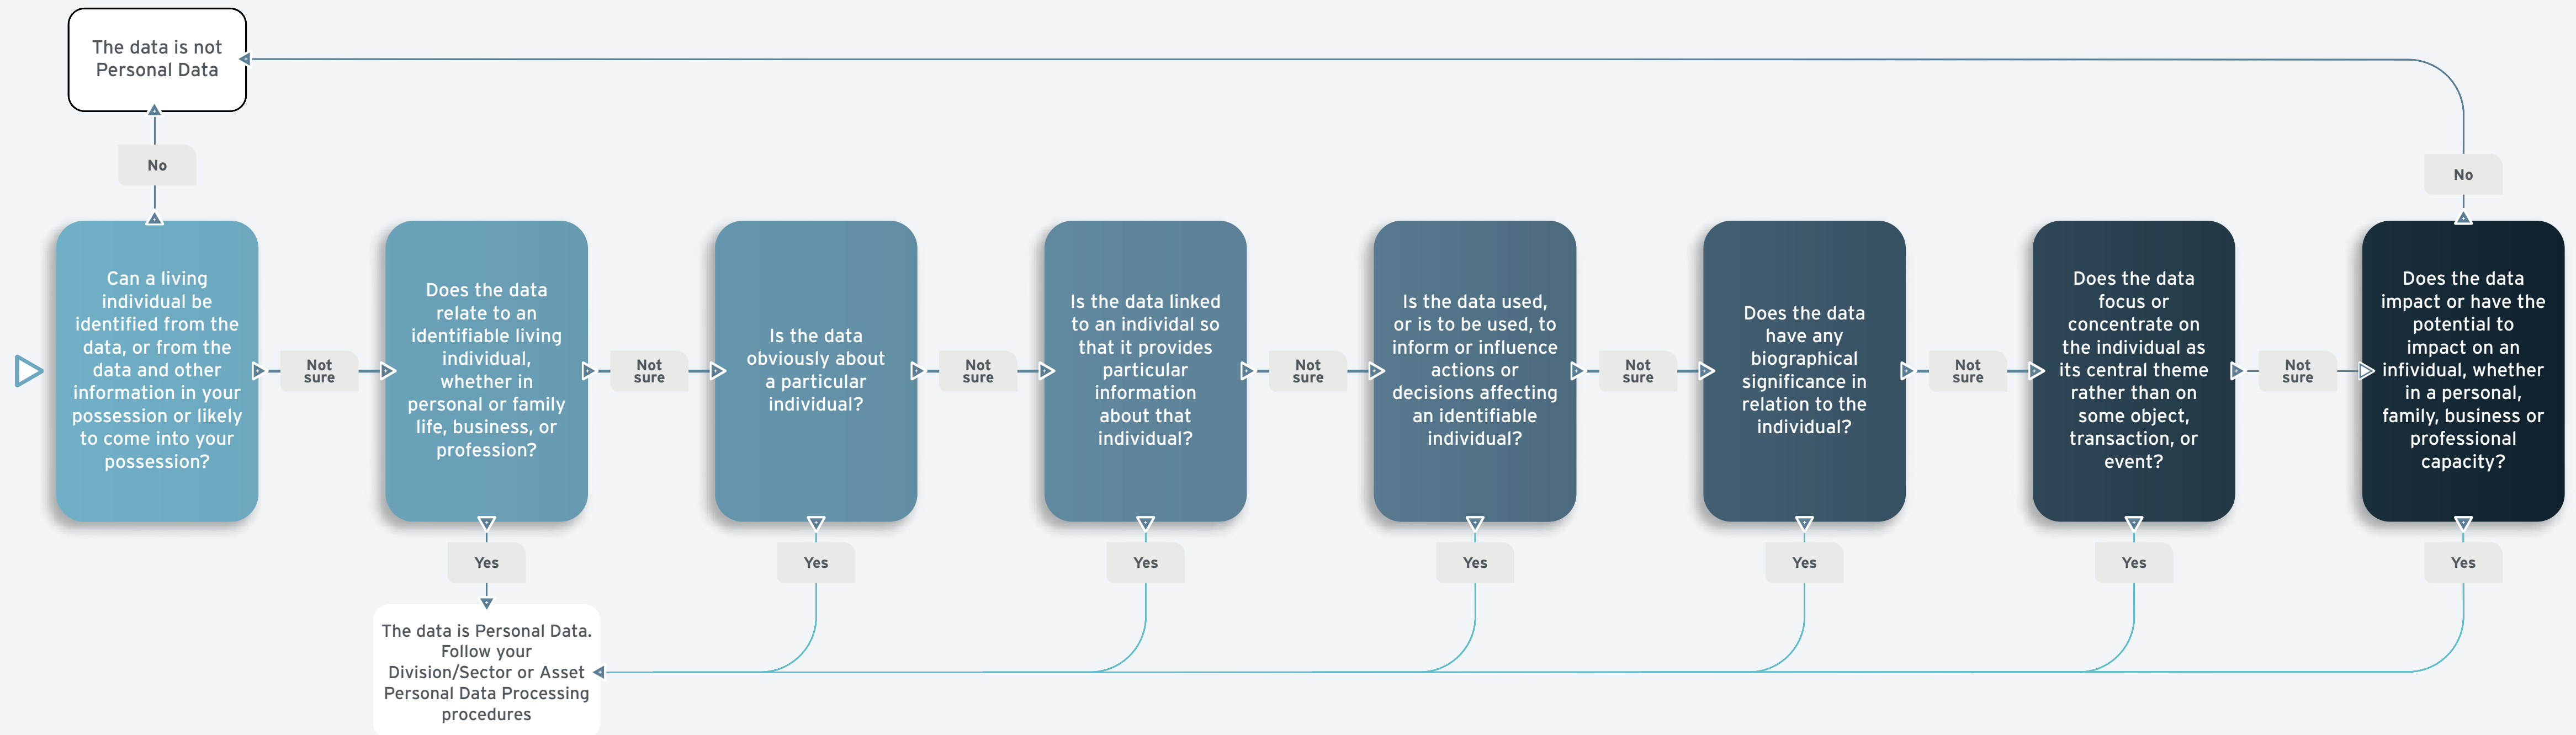 The data is not
Personal Data
No
No
Can a living
individual be
identified from the
data, or from the
data and other
information in your
possession or likely
to come into your
possession?
Not
sure
Does the data
relate to an
identifiable living
individual,
whether in
personal or family
life, business, or
profession?
Not
sure
Is the data
obviously about
a particular
individual?
Not
sure
Is the data linked
to an individal so
that it provides
particular
information
about that
individual?
Not
sure
Is the data used,
or is to be used, to
inform or influence
actions or
decisions affecting
an identifiable
individual?
Not
sure
Does the data
have any
biographical
significance in
relation to the
individual?
Not
sure
Does the data
focus or
concentrate on
the individual as
its central theme
rather than on
some object,
transaction, or
event?
Not
sure
Does the data
impact or have the
potential to
impact on an
infividual, whether
in a personal,
family, business or
professional
capacity?
Yes
Yes
Yes
Yes
Yes
Yes
Yes
The data is Personal Data.
Follow your
Division/Sector or Asset
Personal Data Processing
procedures